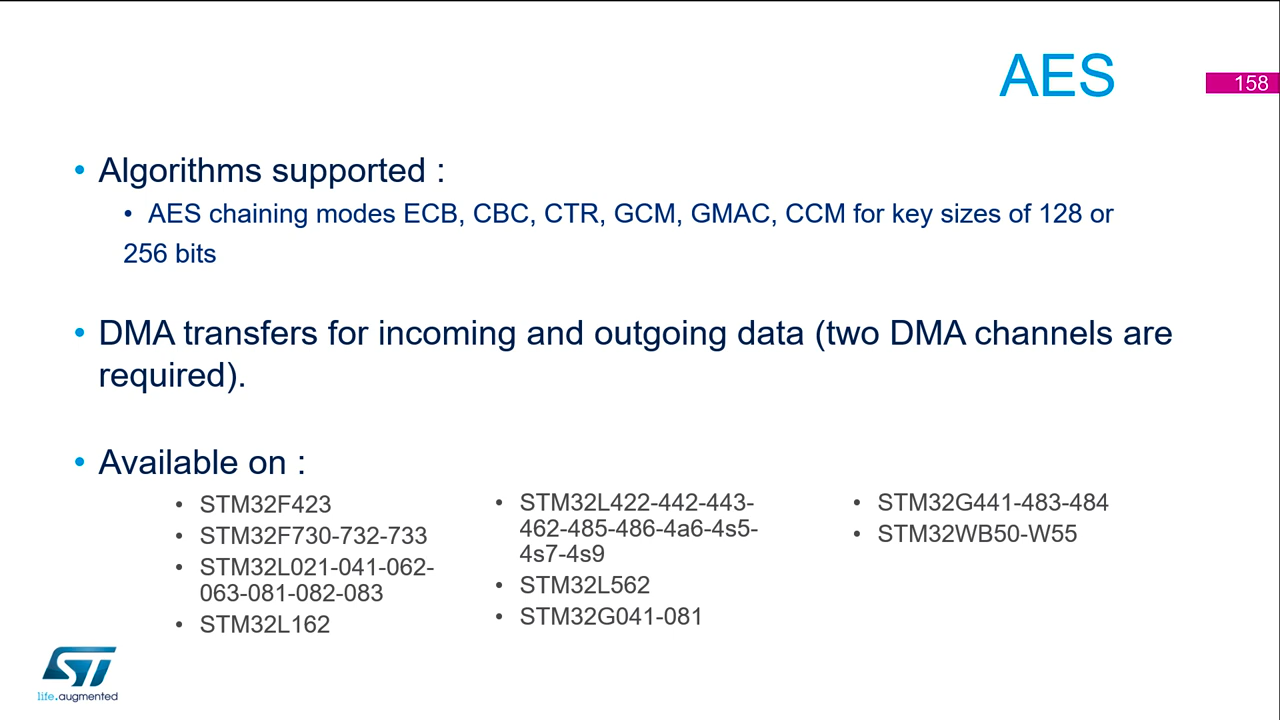 AES
158
• Algorithms supported :
• AES chaining modes ECB, CBC, CTR, GCM, GMAC, CCM for key sizes of 128 or
256 bits
• DMA transfers for incoming and outgoing data (two DMA channels are
required).
• Available on :
• STM32F423
• STM32F730-732-733
• STM32L021-041-062-
063-081-082-083
• STM32L162
• STM32L422-442-443-
462-485-486-4a6-4s5-
4s7-4s9
• STM32L562
• STM32G041-081
• STM32G441-483-484
• STM32WB50-W55
ST
life.augmented